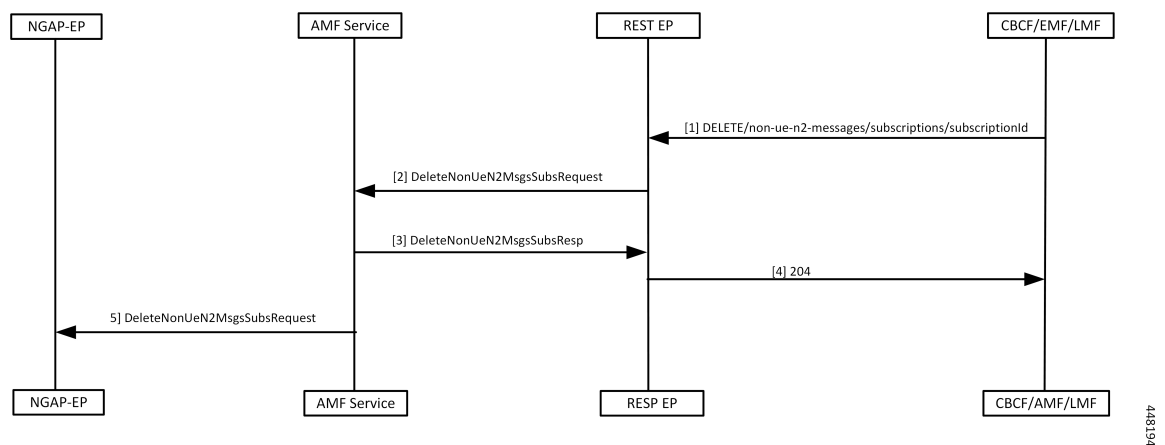 NGAP-EP
AMF Service
REST EP
CBCF/EMF/LMF
[1] DELETE/non-ue-n2-messages/subscriptions/subscriptionId
[2] DeleteNonUeN2MsgsSubsRequest
[3] DeleteNonUeN2MsgsSubsResp
[4] 204
5] DeleteNonUeN2MsgsSubsRequest
NGAP-EP
AMF Service
RESP EP
CBCF/AMF/LMF
448194